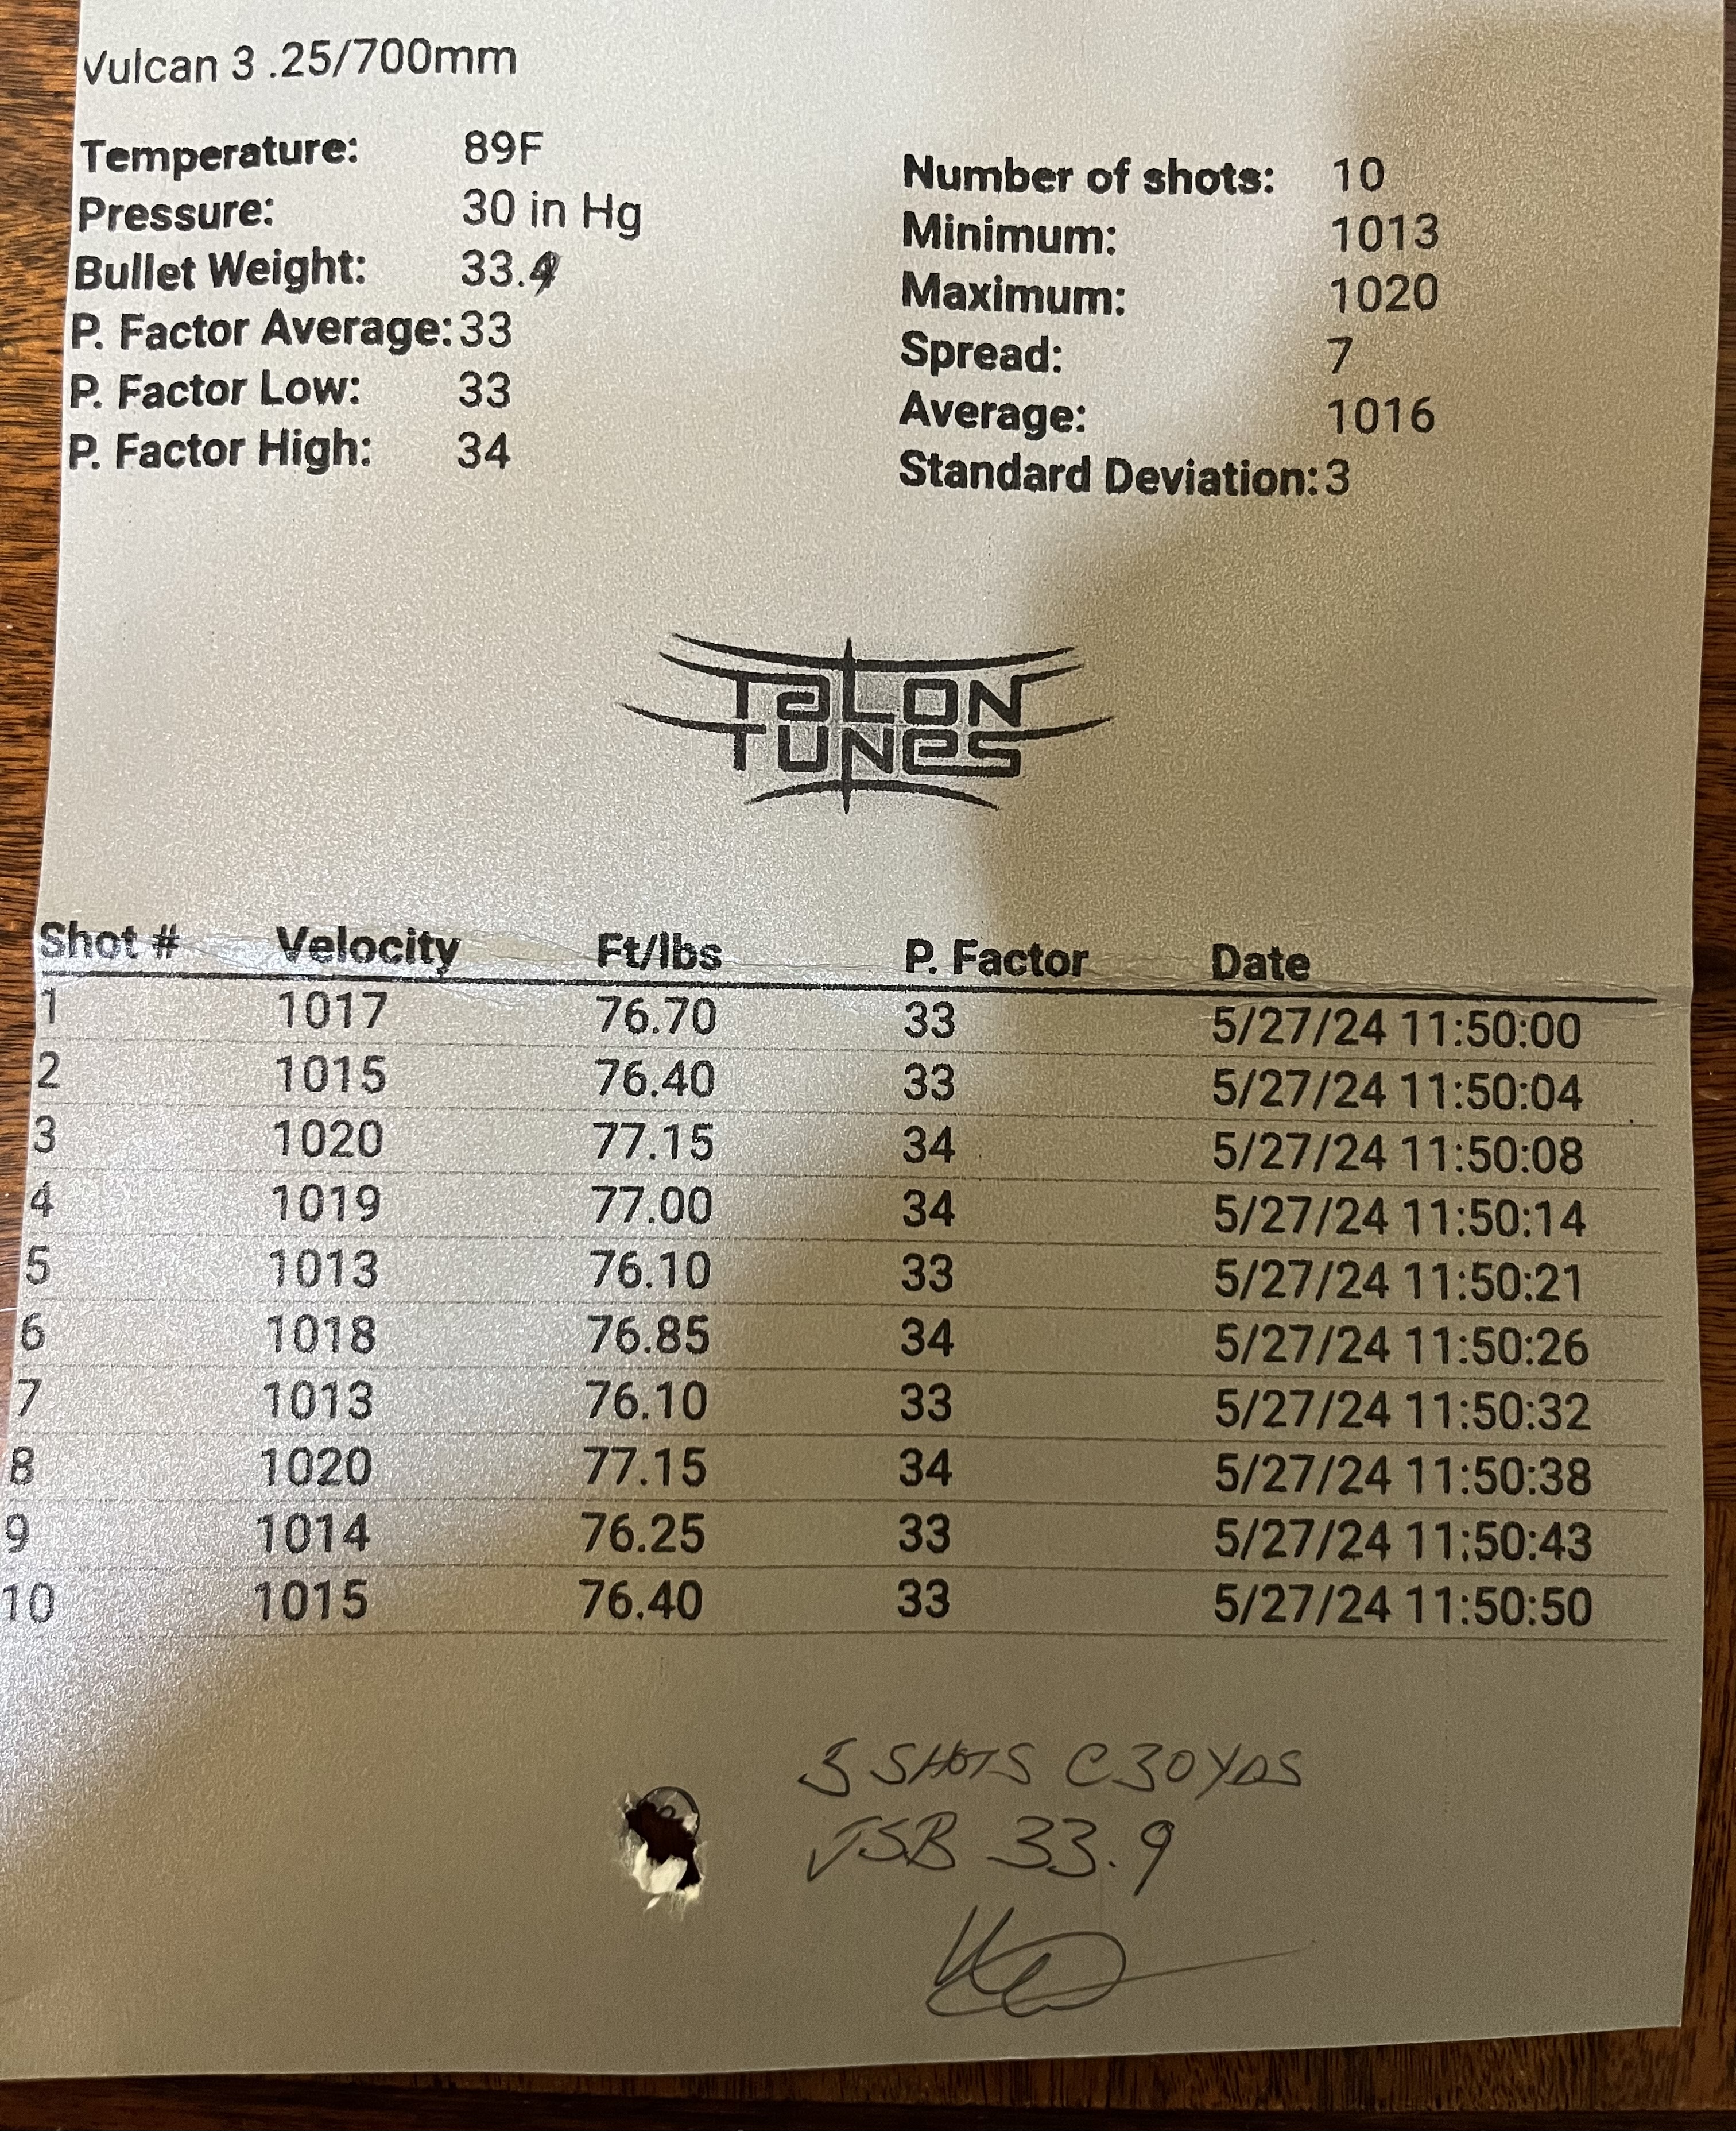 Vulcan 3 .25/700mm
Temperature: 89F
Pressure: 30 in Hg
Bullet Weight: 33.9
P. Factor Average: 33
P. Factor Low: 33
P. Factor High: 34
Number of shots: 10
Minimum: 1013
Maximum: 1020
Spread: 7
Average: 1016
Standard Deviation: 3
TALON
TUNES
Shot # Velocity Ft/lbs P. Factor Date
1 1017 76.70 33 5/27/24 11:50:00
2 1015 76.40 33 5/27/24 11:50:04
3 1020 77.15 34 5/27/24 11:50:08
4 1019 77.00 34 5/27/24 11:50:14
5 1013 76.10 33 5/27/24 11:50:21
6 1018 76.85 34 5/27/24 11:50:26
7 1013 76.10 33 5/27/24 11:50:32
8 1020 77.15 34 5/27/24 11:50:38
9 1014 76.25 33 5/27/24 11:50:43
10 1015 76.40 33 5/27/24 11:50:50
5 SHOTS @ 30 YDS
JSB 33.9